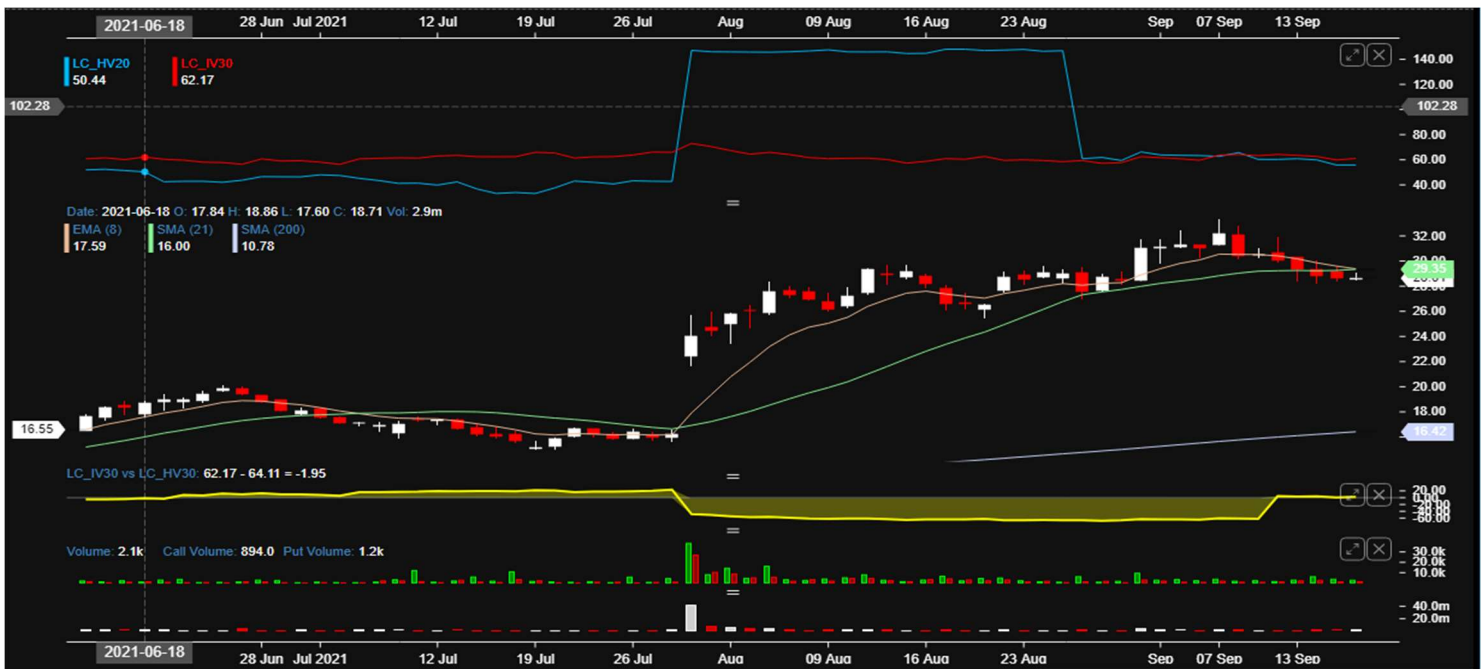 2021-06-18 28 Jun Jul 2021 12 Jul 19 Jul 26 Jul Aug 09 Aug 16 Aug 23 Aug Sep 07 Sep 13 Sep
LC_HV20 LC_IV30
50.44 62.17
140.00
120.00
102.28 102.28
80.00
60.00
40.00
Date: 2021-06-18 O: 17.84 H: 18.86 L: 17.60 C: 18.71 Vol: 2.9m
EMA (8) SMA (21) SMA (200)
17.59 16.00 10.78
32.00
30.00
29.35
28.00
26.00
24.00
22.00
20.00
18.00
16.55 16.42
LC_IV30 vs LC_HV30: 62.17 - 64.11 = -1.95
20.00
0.00
-60.00
Volume: 2.1k Call Volume: 894.0 Put Volume: 1.2k
30.0k
20.0k
10.0k
40.0m
20.0m
2021-06-18 28 Jun Jul 2021 12 Jul 19 Jul 26 Jul Aug 09 Aug 16 Aug 23 Aug Sep 07 Sep 13 Sep